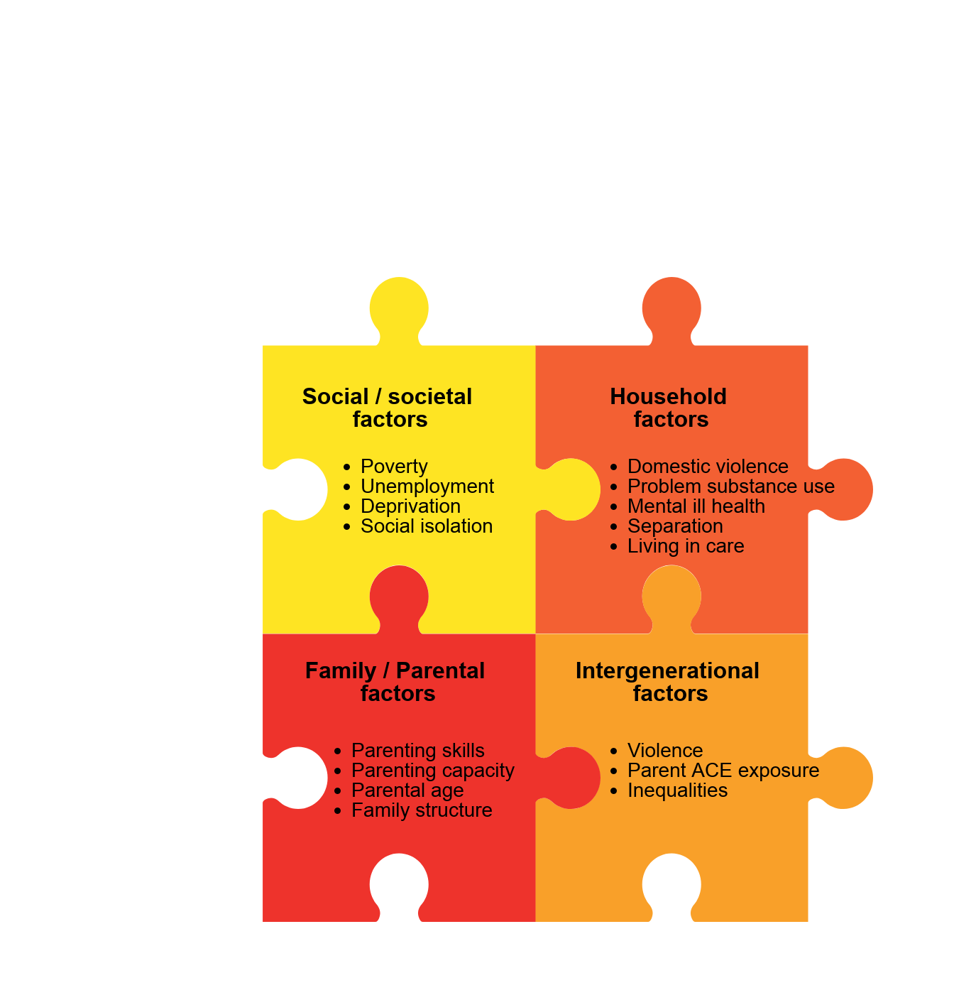 Social / societal
factors
• Poverty
• Unemployment
• Deprivation
• Social isolation
Household
factors
• Domestic violence
• Problem substance use
• Mental ill health
• Separation
• Living in care
Family / Parental
factors
• Parenting skills
• Parenting capacity
• Parental age
• Family structure
Intergenerational
factors
• Violence
• Parent ACE exposure
• Inequalities